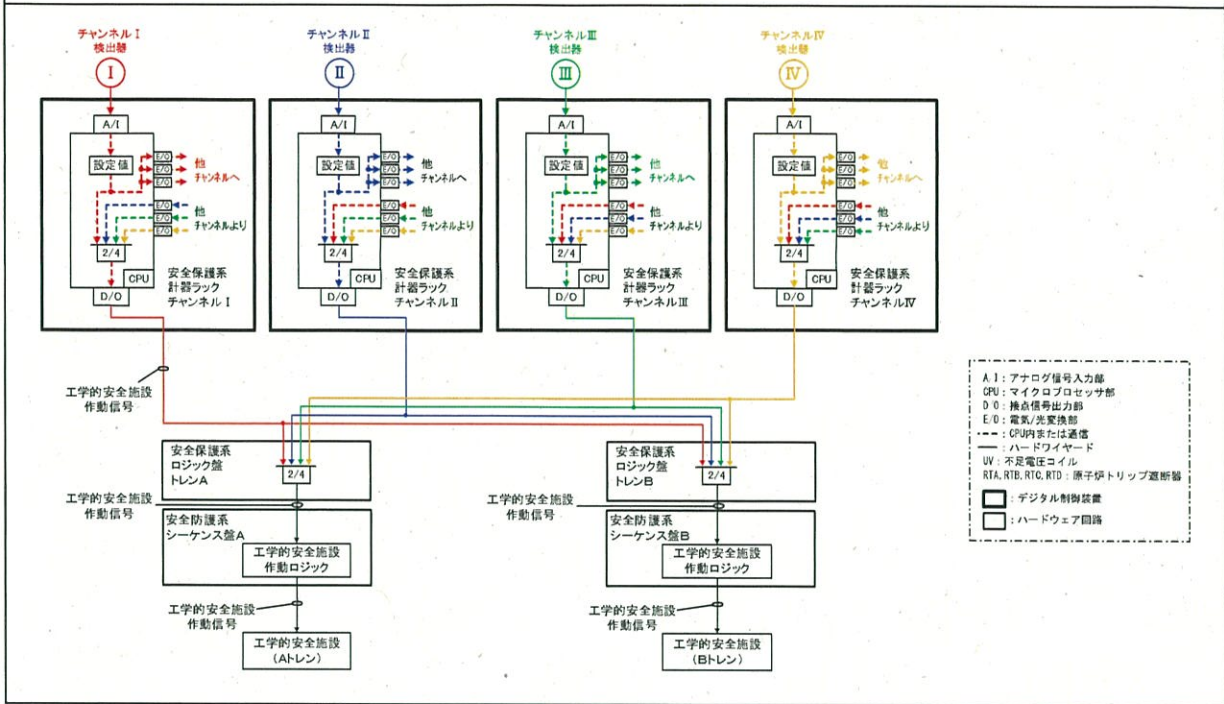 チャンネルⅠ
検出器
Ⅰ
A/I
設定値
E/O
E/O
E/O
他
チャンネルへ
E/O
E/O
E/O
他
チャンネルより
2/4
CPU
D/O
安全保護系
計器ラック
チャンネルⅠ
チャンネルⅡ
検出器
Ⅱ
A/I
設定値
E/O
E/O
E/O
他
チャンネルへ
E/O
E/O
E/O
他
チャンネルより
2/4
CPU
D/O
安全保護系
計器ラック
チャンネルⅡ
チャンネルⅢ
検出器
Ⅲ
A/I
設定値
E/O
E/O
E/O
他
チャンネルへ
E/O
E/O
E/O
他
チャンネルより
2/4
CPU
D/O
安全保護系
計器ラック
チャンネルⅢ
チャンネルⅣ
検出器
Ⅳ
A/I
設定値
E/O
E/O
E/O
他
チャンネルへ
E/O
E/O
E/O
他
チャンネルより
2/4
CPU
D/O
安全保護系
計器ラック
チャンネルⅣ
工学的安全施設
作動信号
安全保護系
ロジック盤
トレンA
2/4
工学的安全施設
作動信号
安全防護系
シーケンス盤A
工学的安全施設
作動ロジック
工学的安全施設
作動信号
工学的安全施設
(Aトレン)
安全保護系
ロジック盤
トレンB
2/4
工学的安全施設
作動信号
安全防護系
シーケンス盤B
工学的安全施設
作動ロジック
工学的安全施設
作動信号
工学的安全施設
(Bトレン)
A/I:アナログ信号入力部
CPU:マイクロプロセッサ部
D/O:接点信号出力部
E/O:電気/光変換部
:CPU内または通信
:ハードワイヤード
UV:不足電圧コイル
RTA,RTB,RTC,RTD:原子炉トリップ遮断器
:デジタル制御装置
:ハードウェア回路